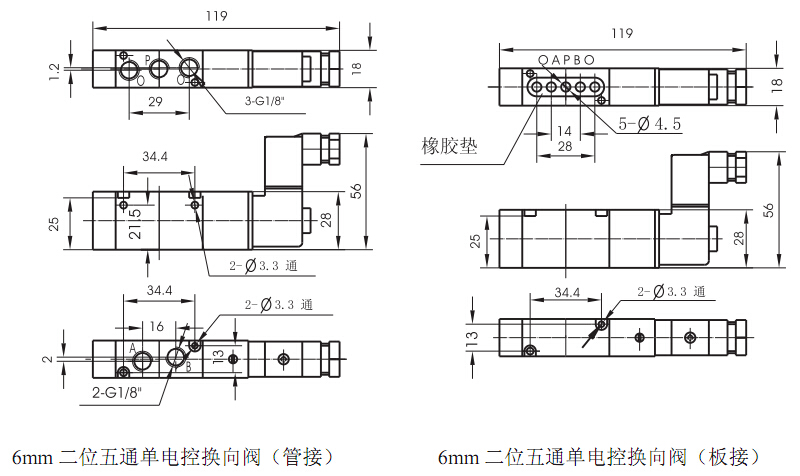 119
P
O
O
1.2
29
3-G1/8"
18
34.4
25
21.5
28
56
2-Ø3.3 通
34.4
2-Ø3.3 通
16
A
B
2
13
2-G1/8"
6mm 二位五通单电控换向阀（管接）
119
OAPBO
18
5-Ø4.5
橡胶垫
14
28
25
28
56
34.4
2-Ø3.3 通
13
6mm 二位五通单电控换向阀（板接）